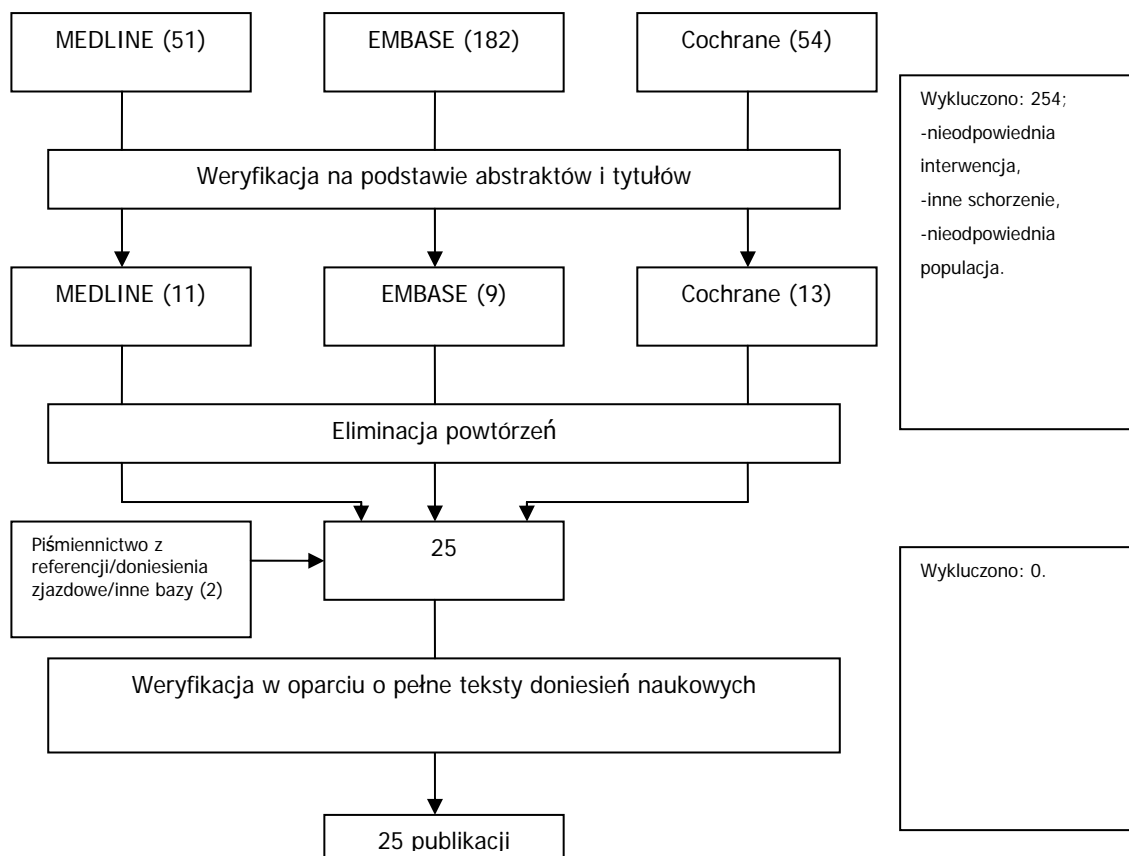 MEDLINE (51)
EMBASE (182)
Cochrane (54)
Wykluczono: 254;
-nieodpowiednia
interwencja,
-inne schorzenie,
-nieodpowiednia
populacja.
Weryfikacja na podstawie abstraktów i tytułów
MEDLINE (11)
EMBASE (9)
Cochrane (13)
Eliminacja powtórzeń
Piśmiennictwo z
referencji/doniesienia
zjazdowe/inne bazy (2)
25
Wykluczono: 0.
Weryfikacja w oparciu o pełne teksty doniesień naukowych
25 publikacji